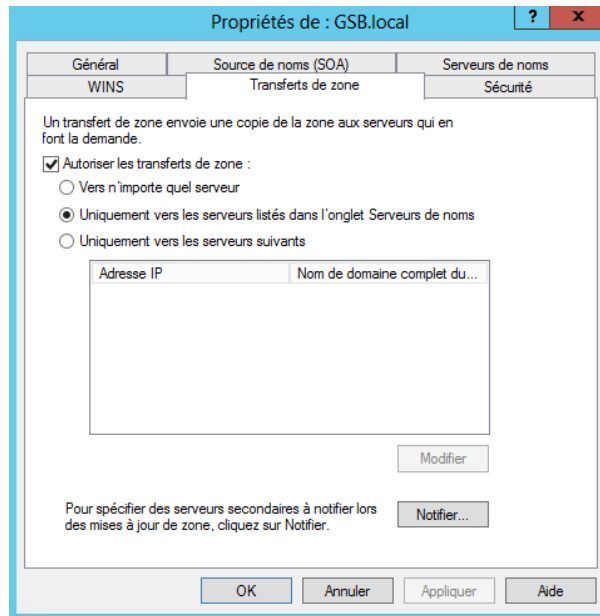 Propriétés de : GSB.local
?
x
Général
Source de noms (SOA)
Serveurs de noms
WINS
Transferts de zone
Sécurité
Un transfert de zone envoie une copie de la zone aux serveurs qui en
font la demande.
Autoriser les transferts de zone :
Vers n'importe quel serveur
Uniquement vers les serveurs listés dans l'onglet Serveurs de noms
Uniquement vers les serveurs suivants
Adresse IP
Nom de domaine complet du...
Modifier
Pour spécifier des serveurs secondaires à notifier lors
des mises à jour de zone, cliquez sur Notifier.
Notifier...
OK
Annuler
Appliquer
Aide